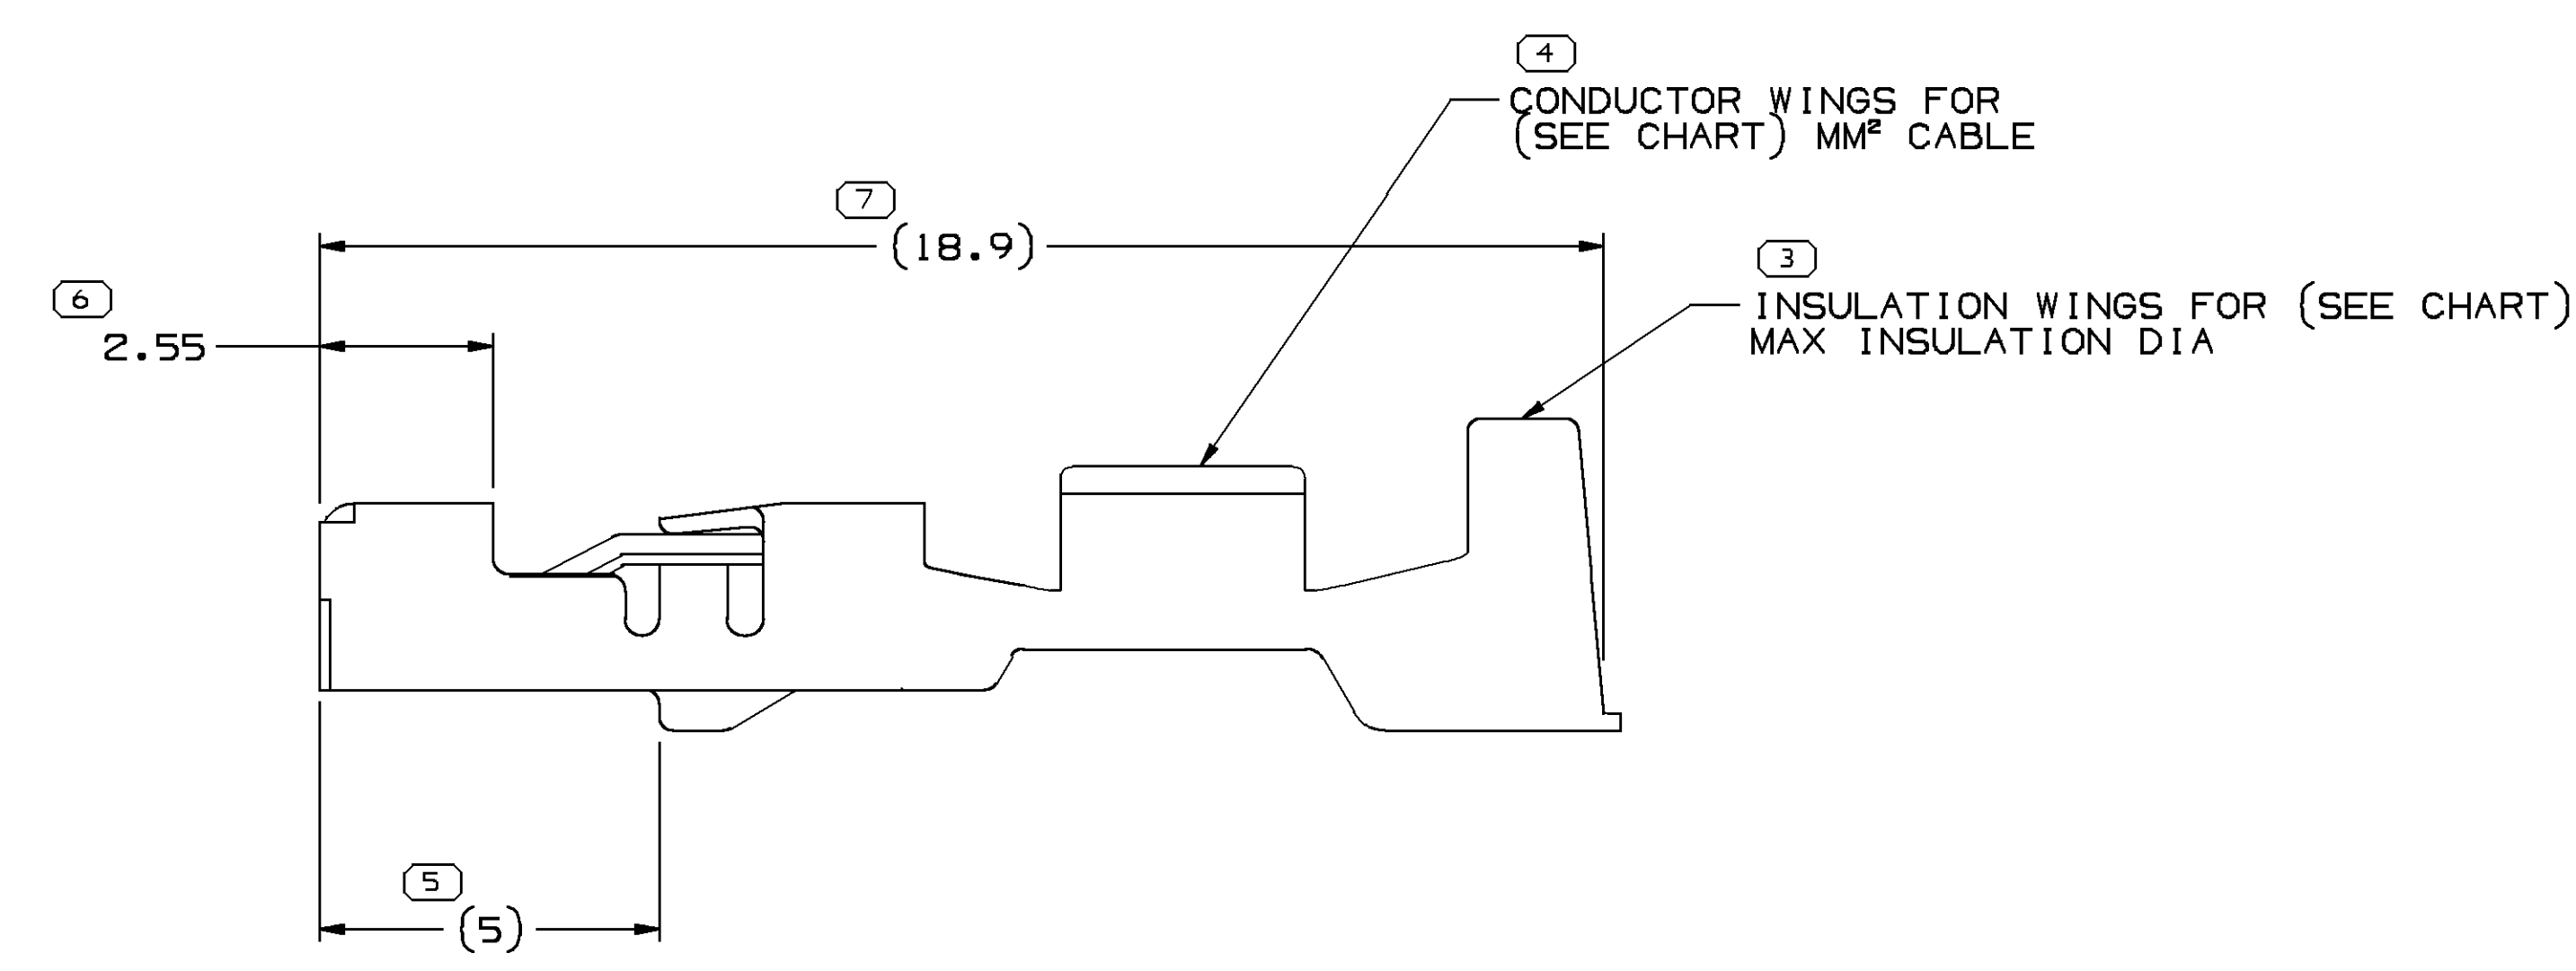 4
CONDUCTOR WINGS FOR
(SEE CHART) MM² CABLE
7
(18.9)
3
INSULATION WINGS FOR (SEE CHART)
MAX INSULATION DIA
6
2.55
5
(5)